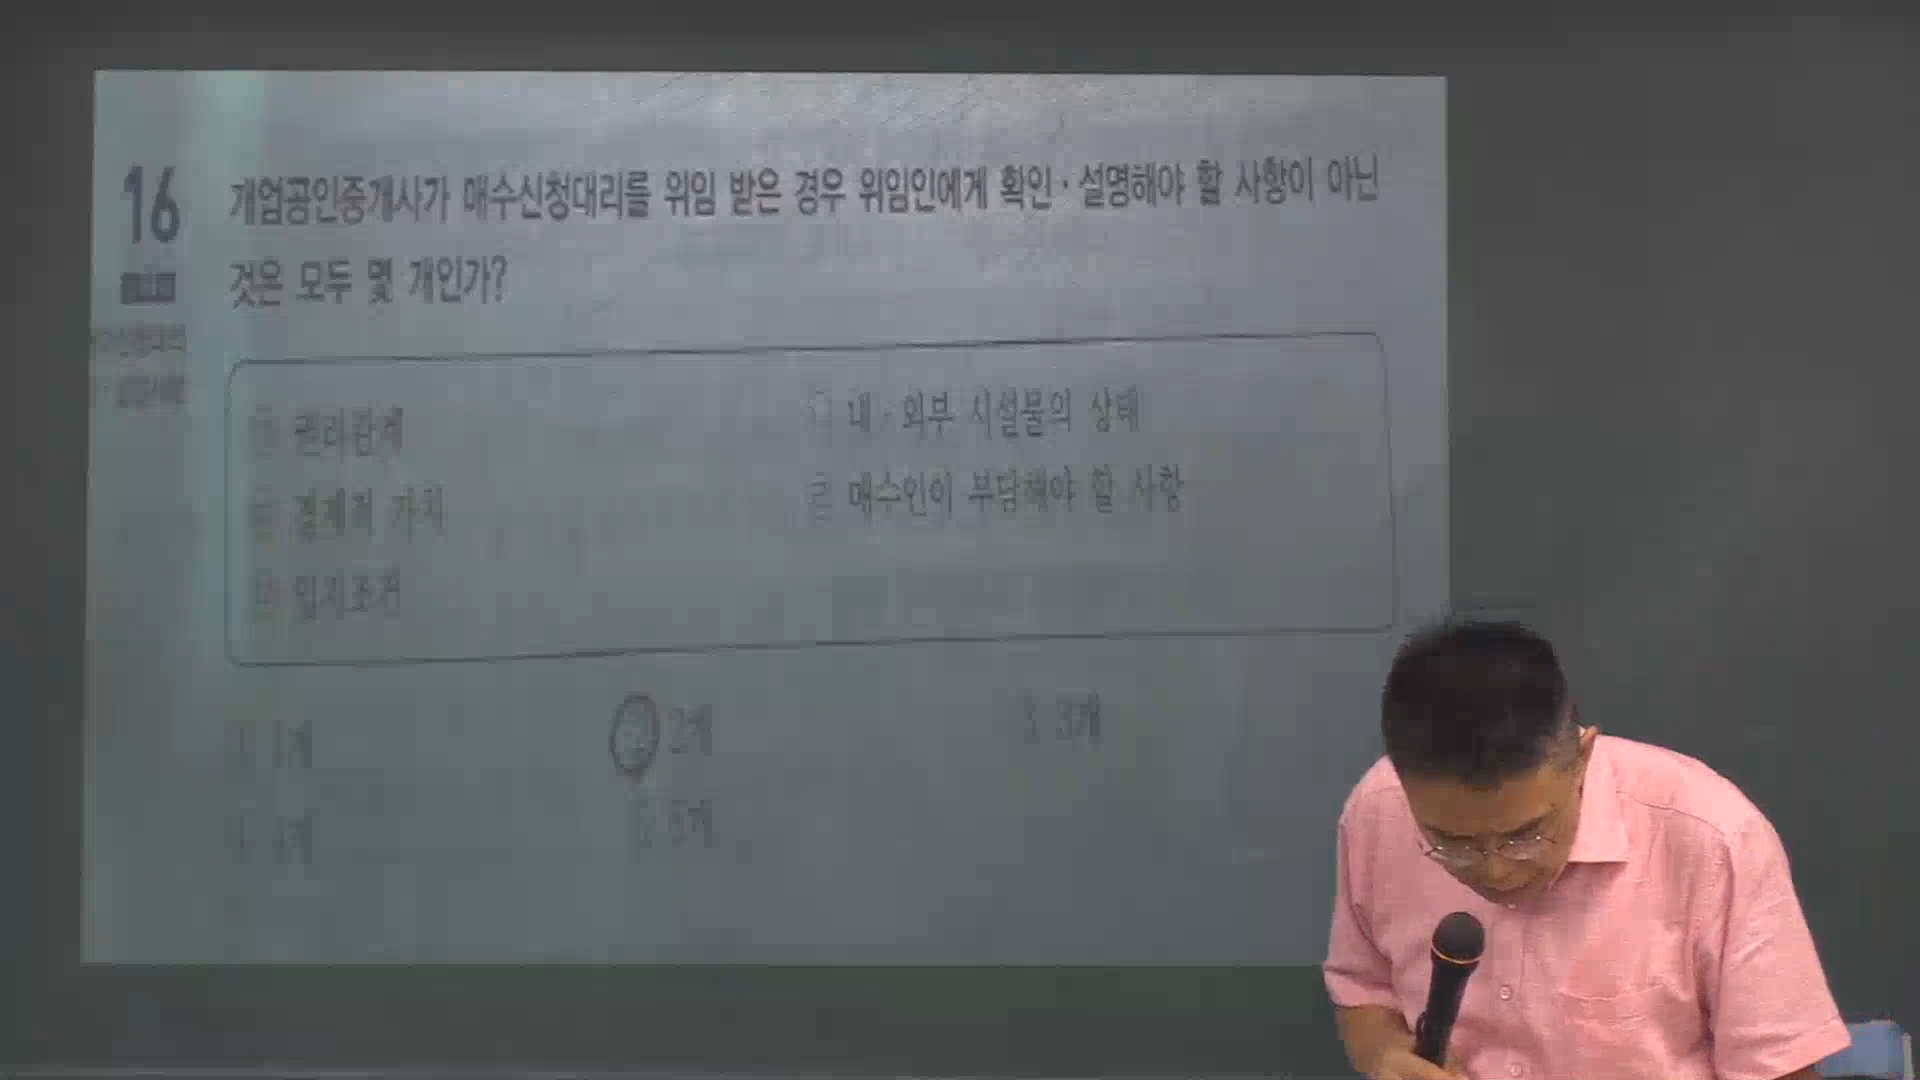 16 개업공인중개사가 매수신청대리를 위임 받은 경우 위임인에게 확인·설명해야 할 사항이 아닌
것은 모두 몇 개인가?
㉠ 권리관계
㉡ 내·외부 시설물의 상태
㉢ 경제적 가치
㉣ 매수인이 부담해야 할 사항
㉤ 입지조건
① 1개
② 2개
③ 3개
④ 4개
⑤ 5개